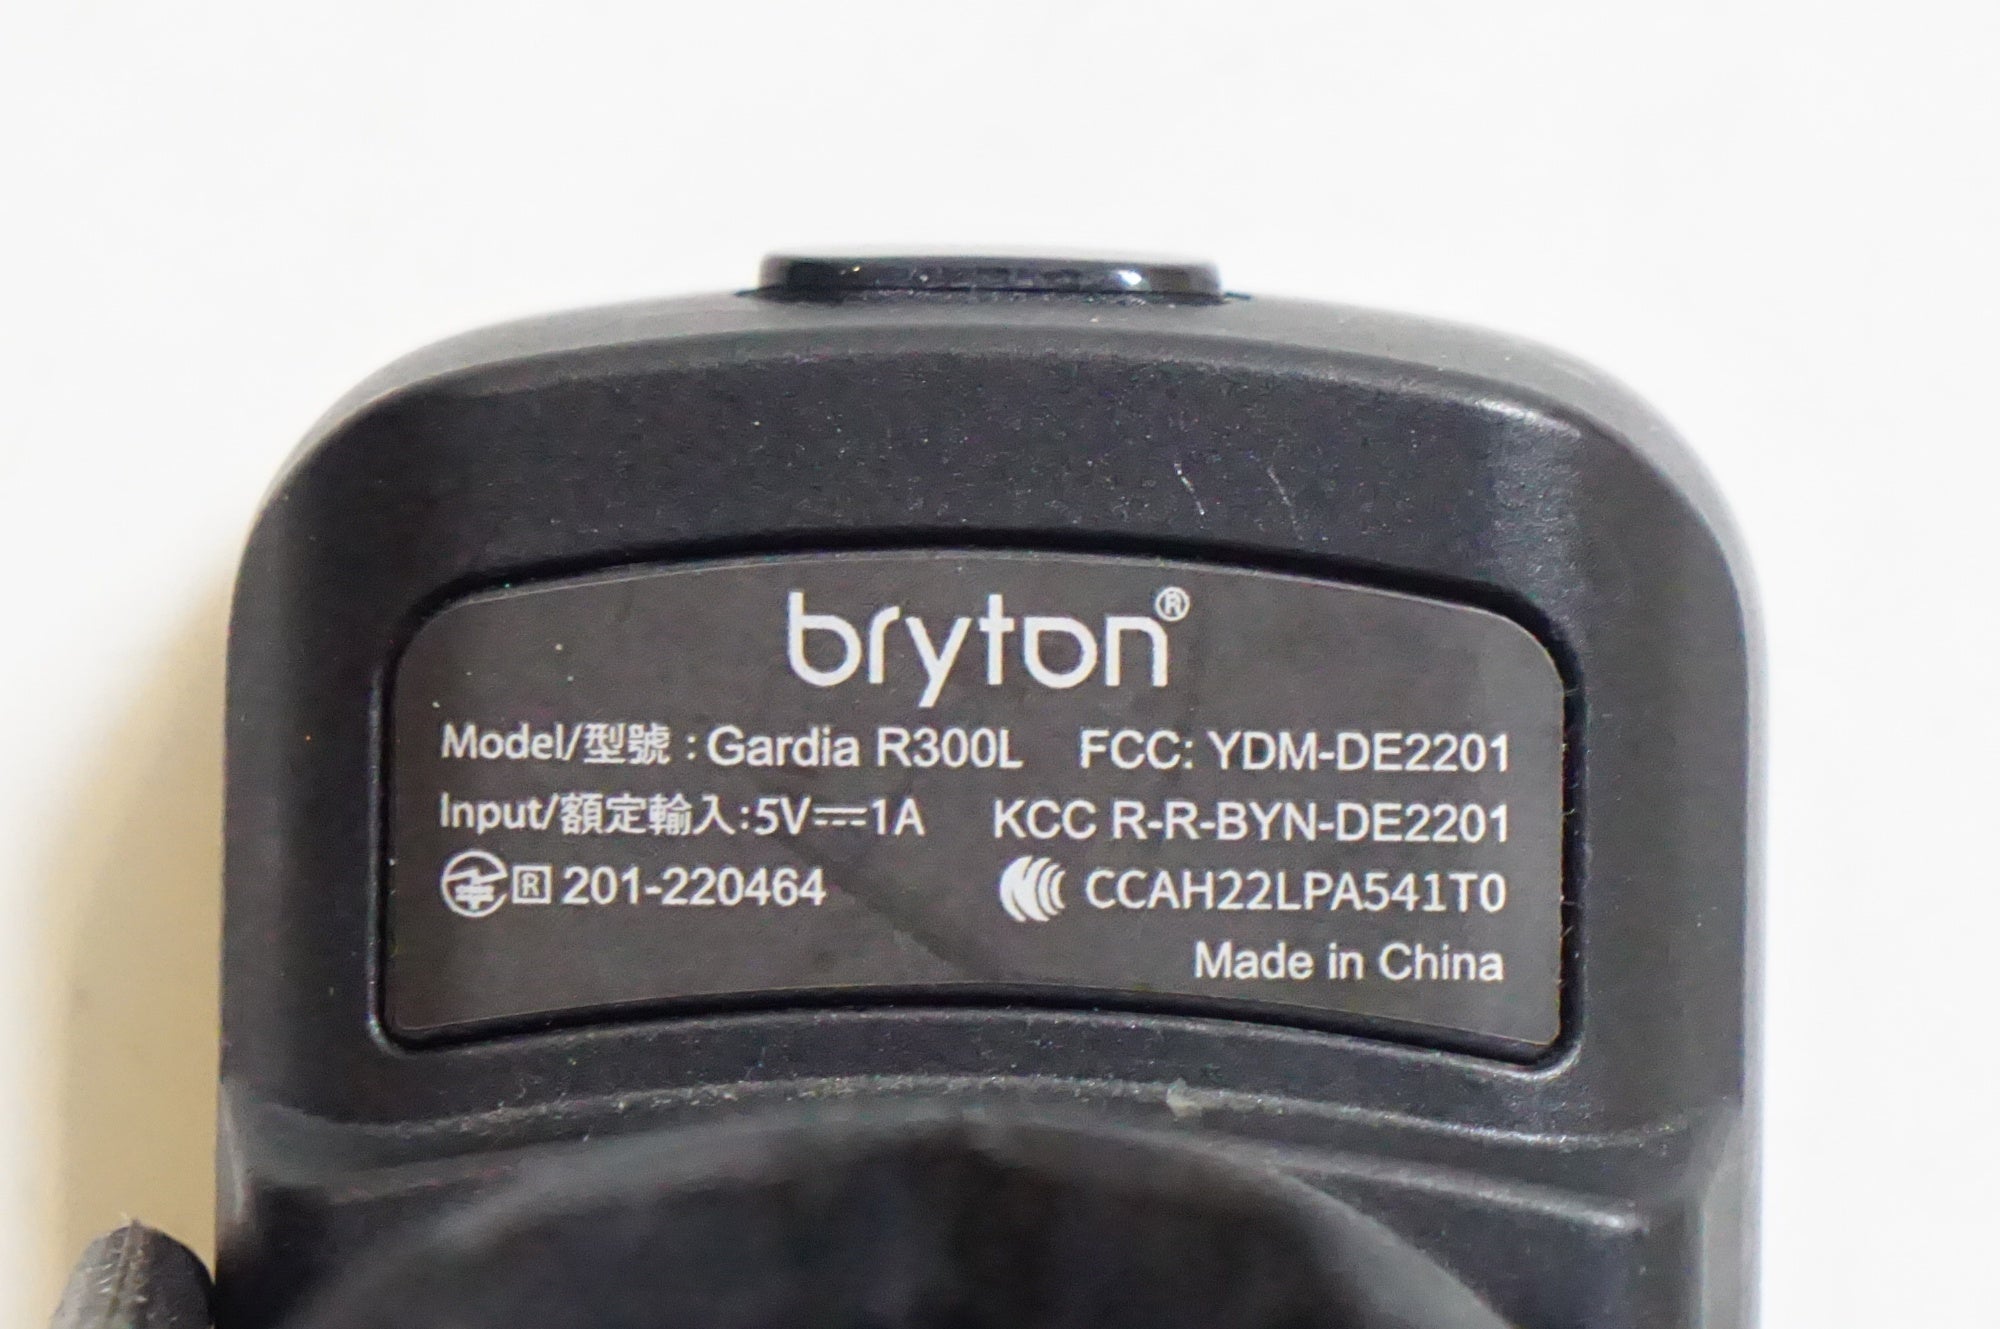 bryton®
Model/型號：Gardia R300L FCC: YDM-DE2201
Input/額定輸入:5V⎓1A KCC R-R-BYN-DE2201
R 201-220464 CCAH22LPA541T0
Made in China